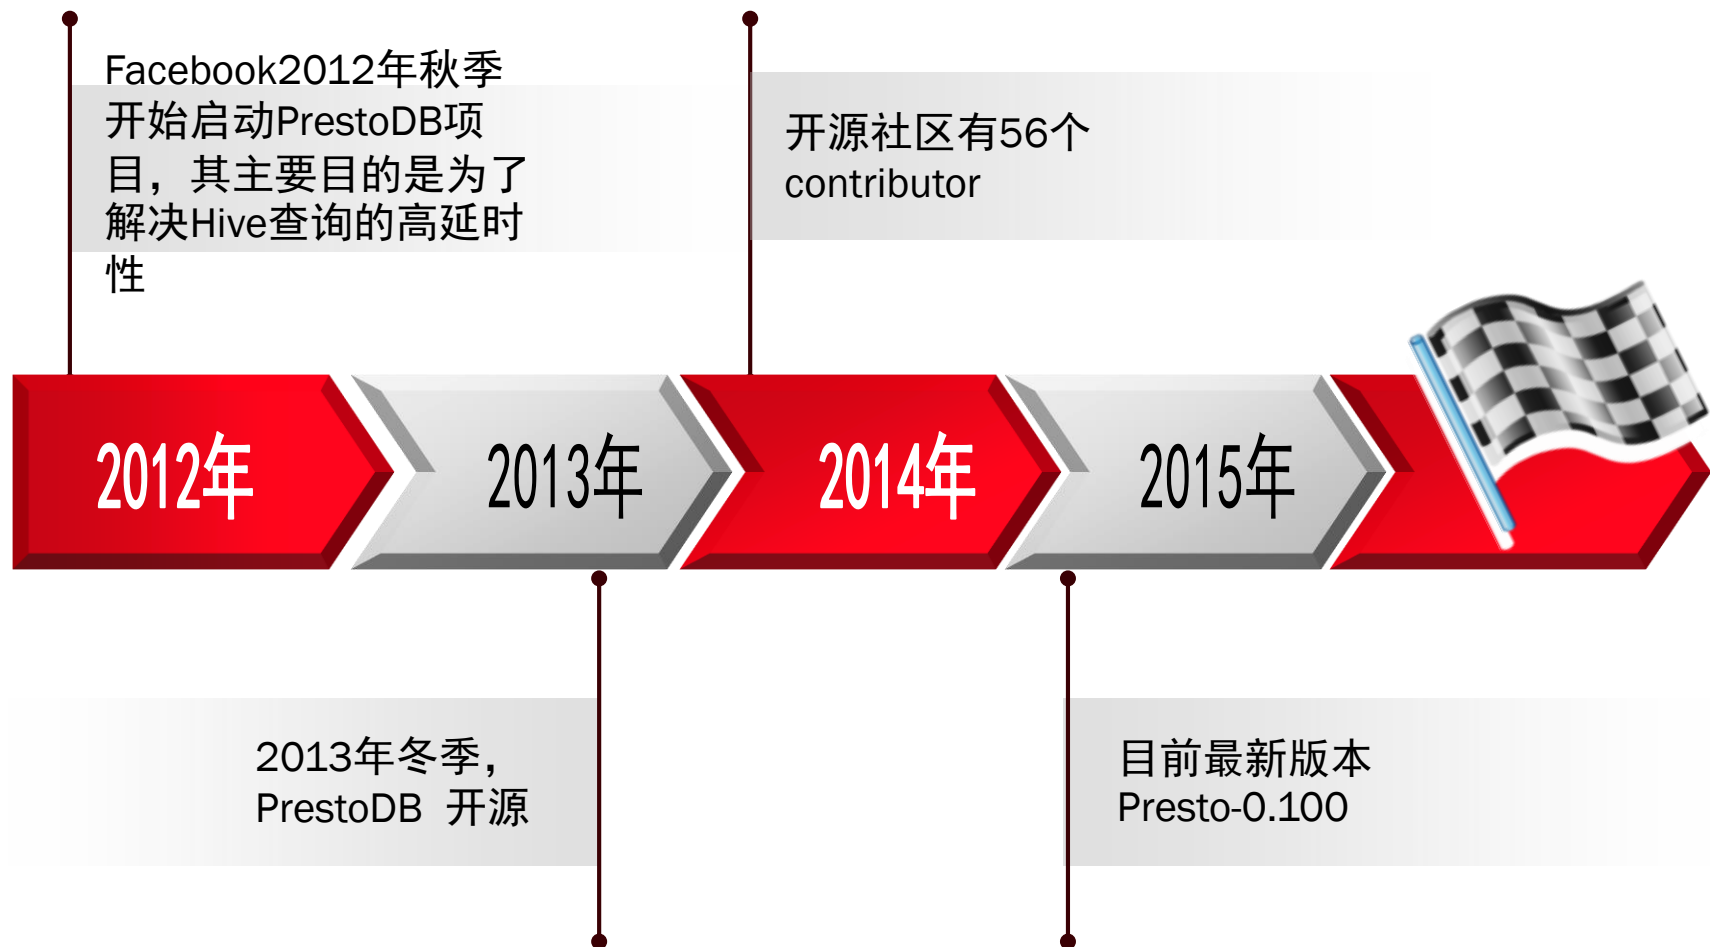 Facebook2012年秋季
开始启动PrestoDB项
目，其主要目的是为了
解决Hive查询的高延时
性
开源社区有56个
contributor
2012年
2013年
2014年
2015年
2013年冬季，
PrestoDB 开源
目前最新版本
Presto-0.100